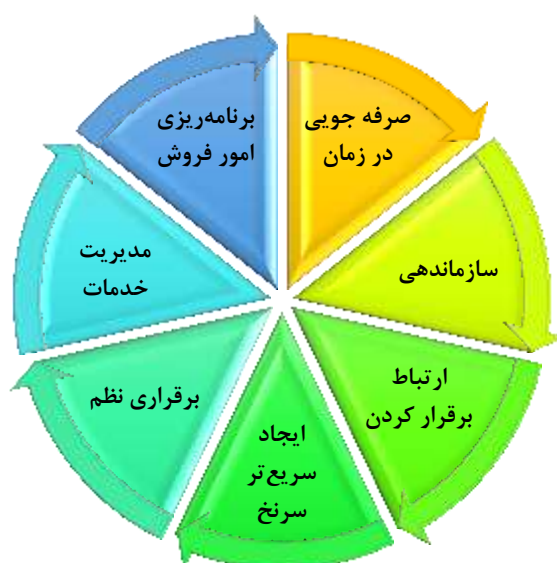 صرفه جویی
در زمان
سازماندهی
ارتباط
برقرار کردن
ایجاد
سریع‌تر
سرنخ
برقراری نظم
مدیریت
خدمات
برنامه‌ریزی
امور فروش